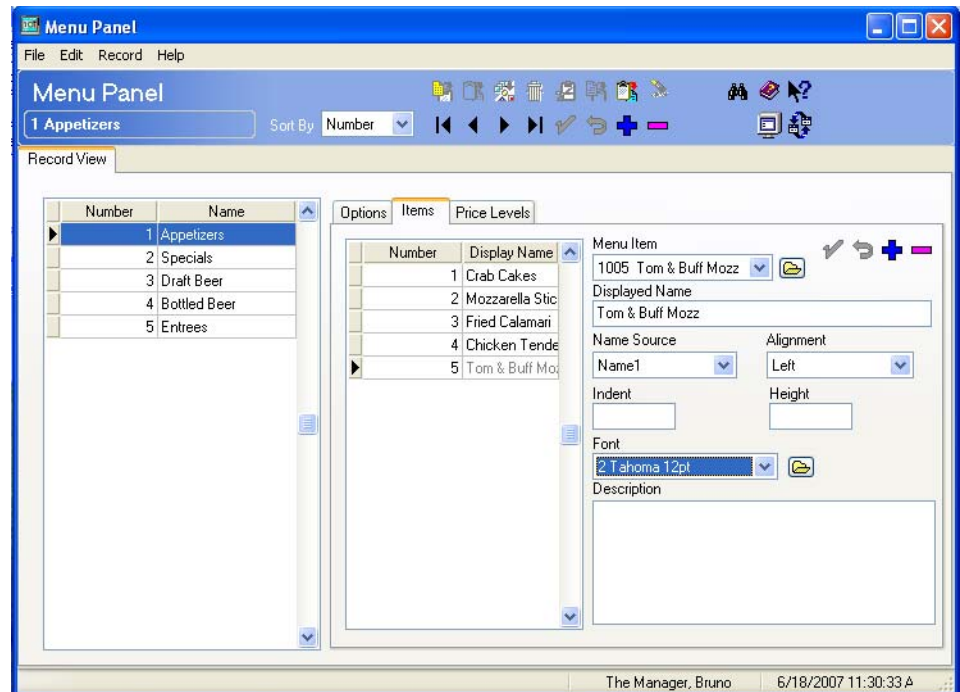 Menu Panel
File Edit Record Help
Menu Panel
1 Appetizers
Sort By Number
Record View
Number Name
1 Appetizers
2 Specials
3 Draft Beer
4 Bottled Beer
5 Entrees
Options Items Price Levels
Number Display Name
1 Crab Cakes
2 Mozzarella Stic
3 Fried Calamari
4 Chicken Tende
5 Tom & Buff Mo
Menu Item
1005 Tom & Buff Mozz
Displayed Name
Tom & Buff Mozz
Name Source Alignment
Name1 Left
Indent Height
Font
2 Tahoma 12pt
Description
The Manager, Bruno 6/18/2007 11:30:33 A